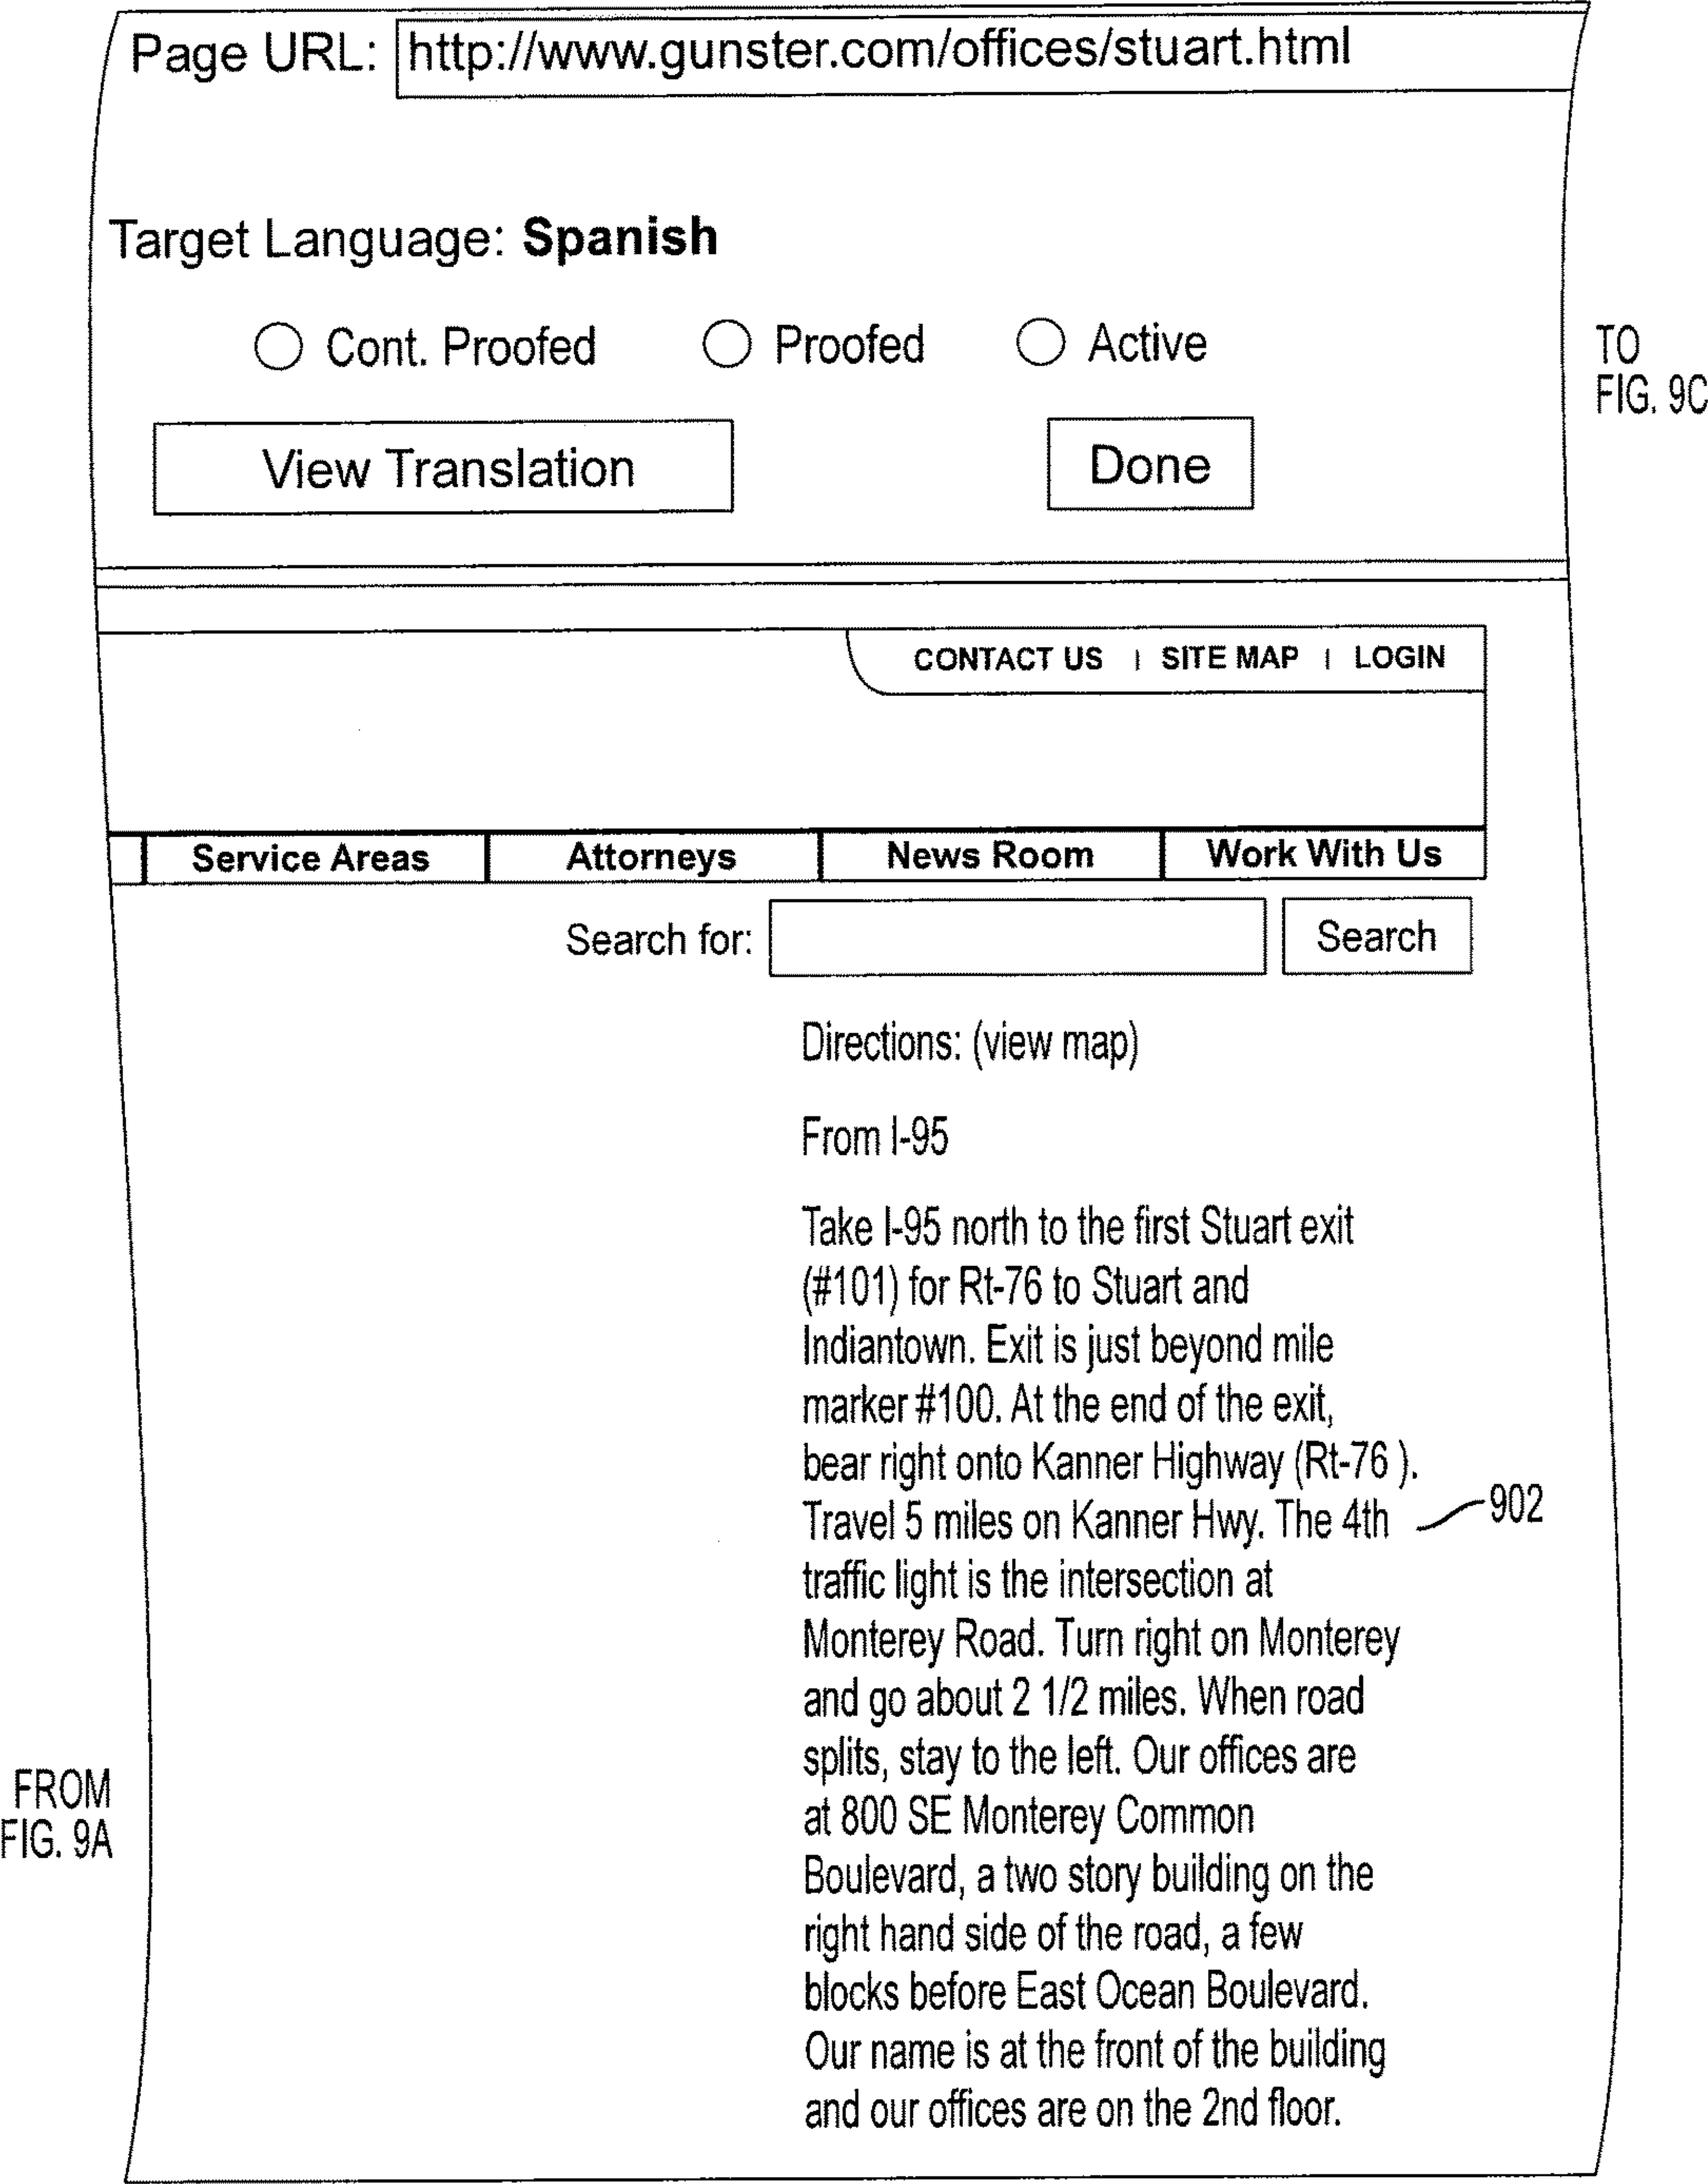 Page URL: http://www.gunster.com/offices/stuart.html
Target Language: Spanish
Cont. Proofed Proofed Active
TO
FIG. 9C
View Translation Done
CONTACT US | SITE MAP | LOGIN
Service Areas Attorneys News Room Work With Us
Search for: Search
Directions: (view map)
From I-95
Take I-95 north to the first Stuart exit
(#101) for Rt-76 to Stuart and
Indiantown. Exit is just beyond mile
marker #100. At the end of the exit,
bear right onto Kanner Highway (Rt-76 ).
Travel 5 miles on Kanner Hwy. The 4th
902
traffic light is the intersection at
Monterey Road. Turn right on Monterey
and go about 2 1/2 miles. When road
splits, stay to the left. Our offices are
at 800 SE Monterey Common
Boulevard, a two story building on the
right hand side of the road, a few
blocks before East Ocean Boulevard.
Our name is at the front of the building
and our offices are on the 2nd floor.
FROM
FIG. 9A